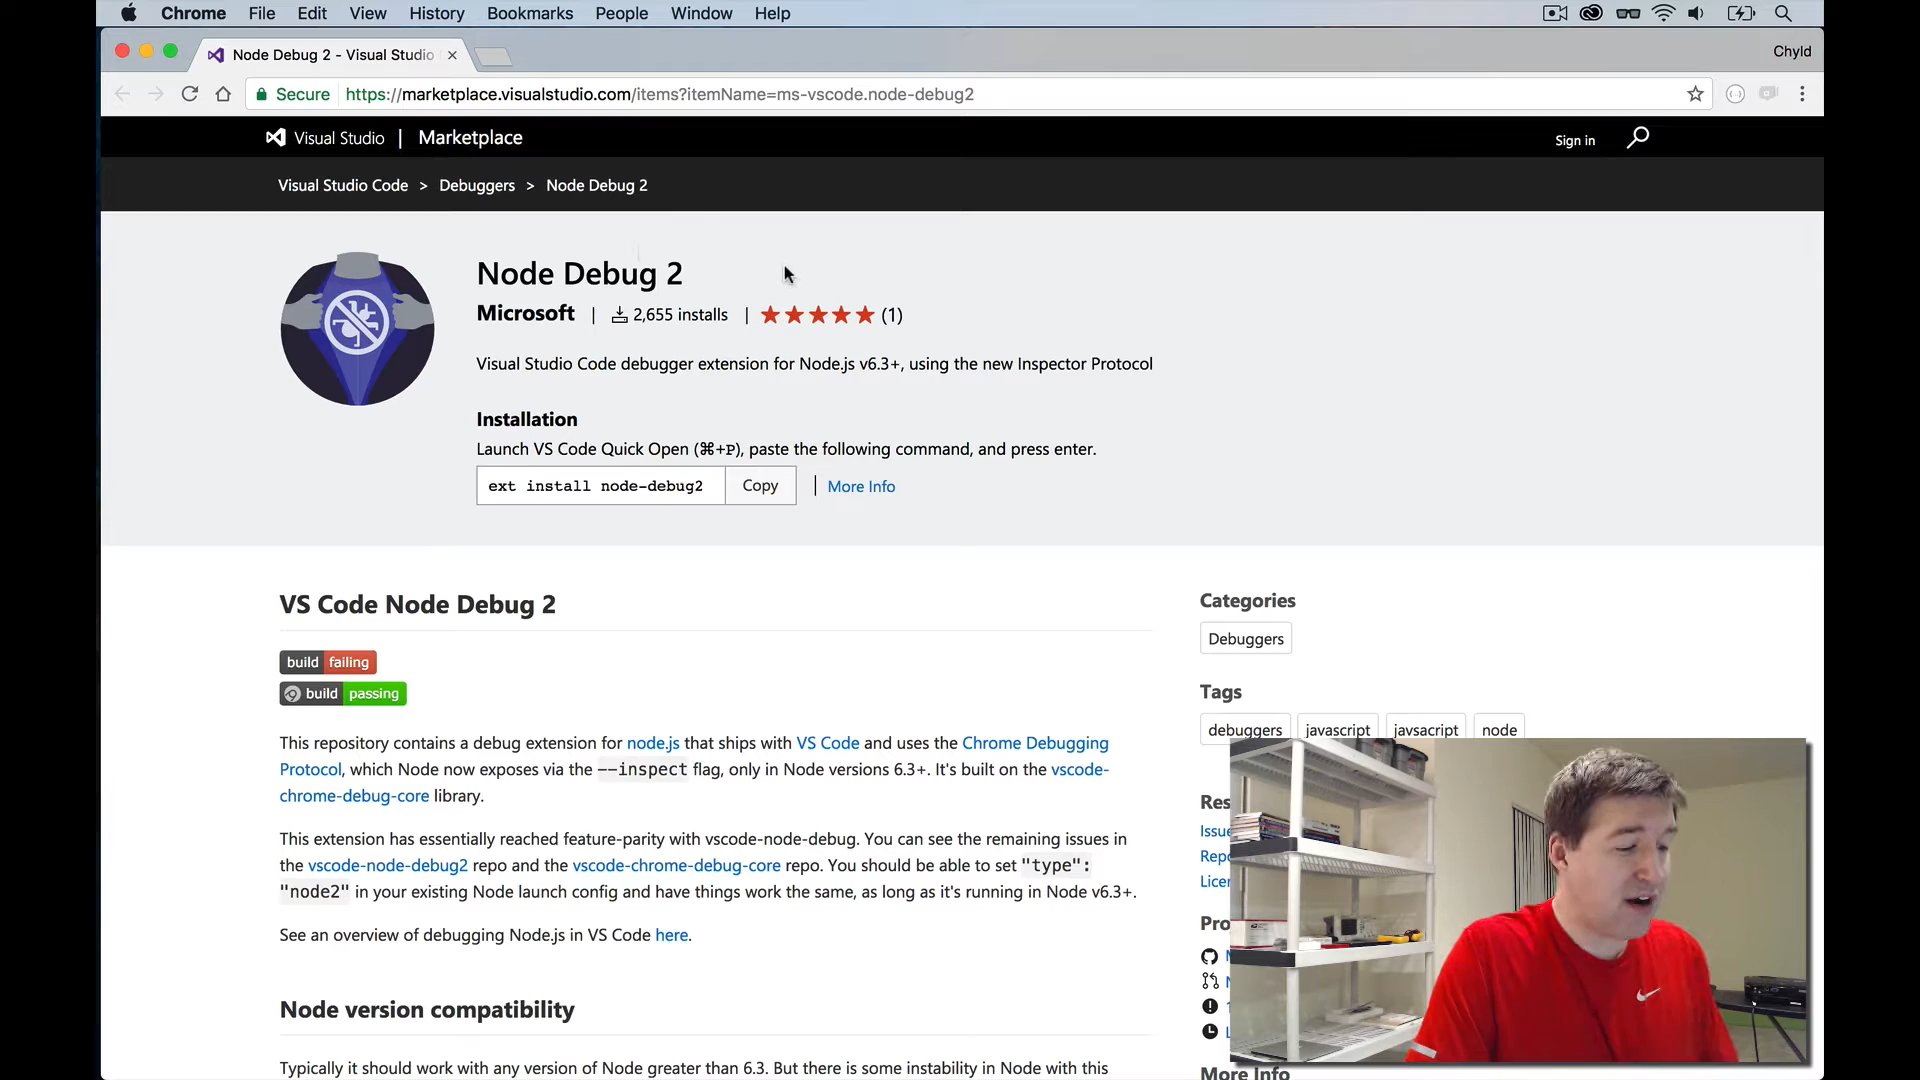 Chrome File Edit View History Bookmarks People Window Help
Node Debug 2 - Visual Studio
Chyld
Secure https://marketplace.visualstudio.com/items?itemName=ms-vscode.node-debug2
Visual Studio | Marketplace
Sign in
Visual Studio Code > Debuggers > Node Debug 2
Node Debug 2
Microsoft | 2,655 installs | (1)
Visual Studio Code debugger extension for Node.js v6.3+, using the new Inspector Protocol
Installation
Launch VS Code Quick Open (⌘+P), paste the following command, and press enter.
ext install node-debug2 Copy | More Info
VS Code Node Debug 2
build failing
build passing
This repository contains a debug extension for node.js that ships with VS Code and uses the Chrome Debugging
Protocol, which Node now exposes via the --inspect flag, only in Node versions 6.3+. It's built on the vscode-
chrome-debug-core library.
This extension has essentially reached feature-parity with vscode-node-debug. You can see the remaining issues in
the vscode-node-debug2 repo and the vscode-chrome-debug-core repo. You should be able to set "type":
"node2" in your existing Node launch config and have things work the same, as long as it's running in Node v6.3+.
See an overview of debugging Node.js in VS Code here.
Node version compatibility
Typically it should work with any version of Node greater than 6.3. But there is some instability in Node with this
Categories
Debuggers
Tags
debuggers javascript javsacript node
Res
Issue
Repo
Licen
Pro
More Info